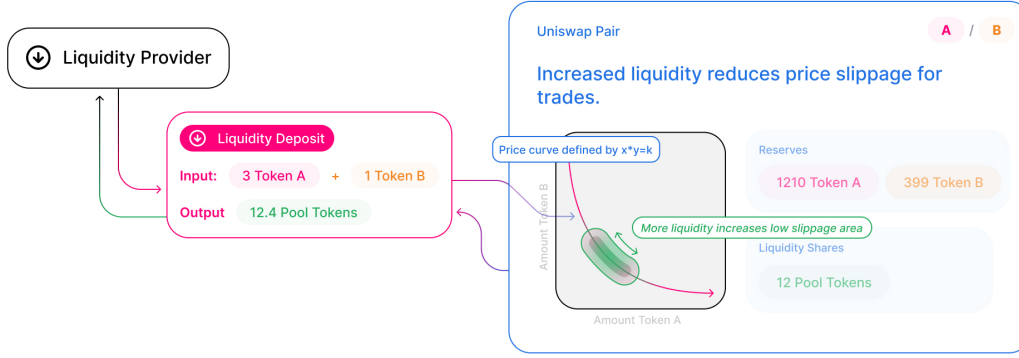 Liquidity Provider
Liquidity Deposit
Input: 3 Token A + 1 Token B
Output 12.4 Pool Tokens
Uniswap Pair
A / B
Increased liquidity reduces price slippage for
trades.
Price curve defined by x*y=k
Amount Token B
More liquidity increases low slippage area
Amount Token A
Reserves
1210 Token A 399 Token B
Liquidity Shares
12 Pool Tokens